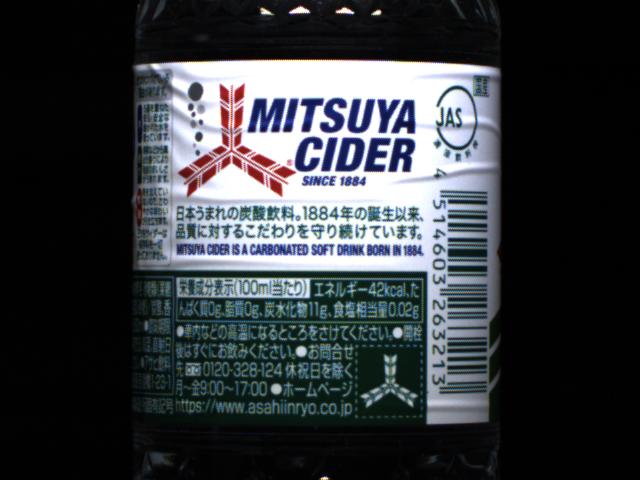 MITSUYA
CIDER
SINCE 1884
日本うまれの炭酸飲料。1884年の誕生以来、
品質に対するこだわりを守り続けています。
MITSUYA CIDER IS A CARBONATED SOFT DRINK BORN IN 1884.
栄養成分表示(100ml当たり) エネルギー42kcal、た
んぱく質0g、脂質0g、炭水化物11g、食塩相当量0.02g
●車内などの高温になるところをさけてください。●開栓
後はすぐにお飲みください。●お問合せ
先 0120-328-124 休祝日を除く
月〜金9:00〜17:00 ●ホームページ
https://www.asahiinryo.co.jp
JAS
4 514603 263213